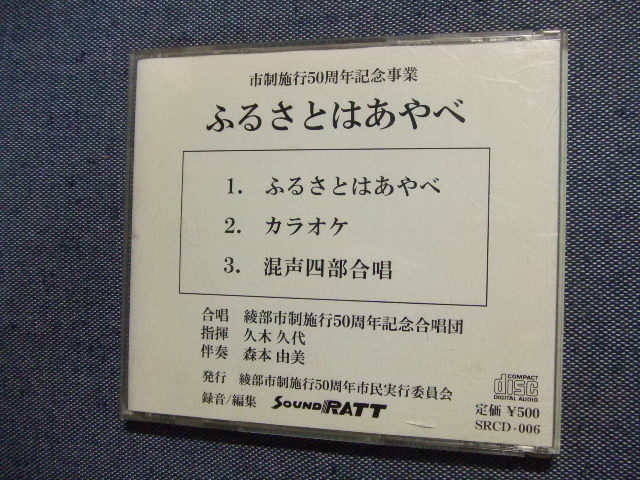 市制施行50周年記念事業
ふるさとはあやべ
1. ふるさとはあやべ
2. カラオケ
3. 混声四部合唱
合唱 綾部市制施行50周年記念合唱団
指揮 久木 久代
伴奏 森本 由美
発行 綾部市制施行50周年市民実行委員会
録音/編集 SOUND RATT
COMPACT
disc
DIGITAL AUDIO
定価 ¥500
SRCD-006